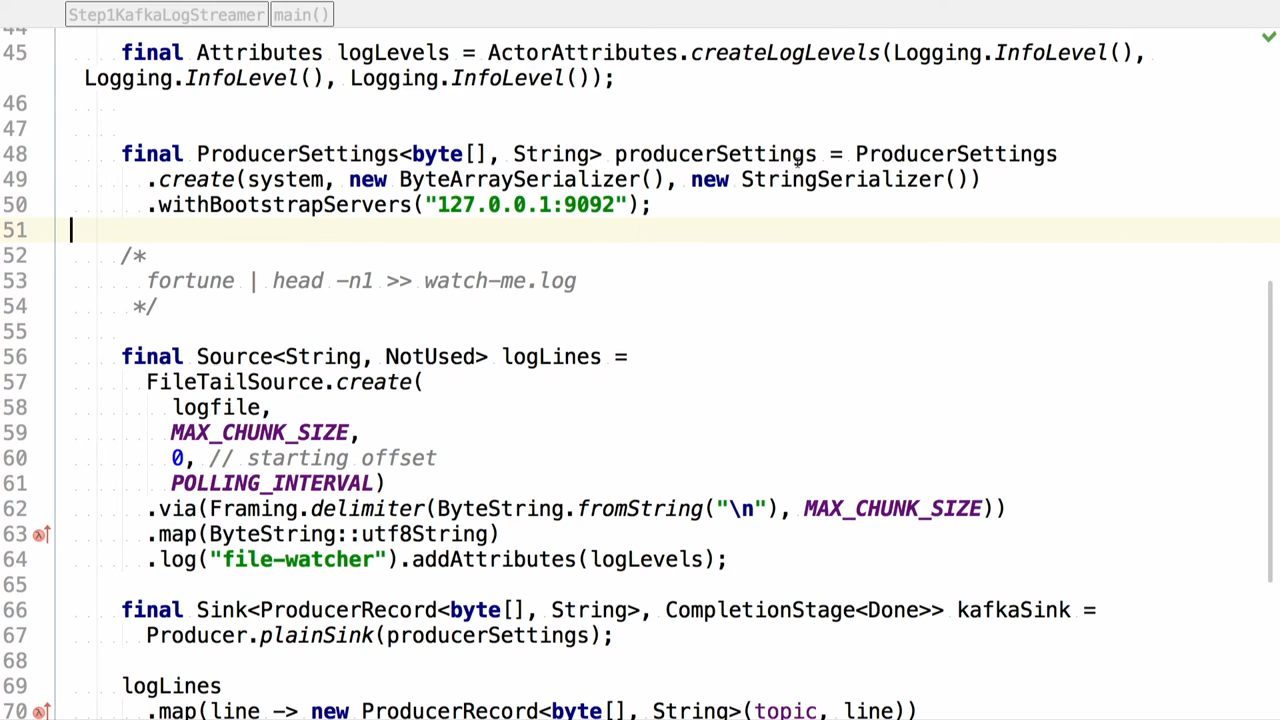 Step1KafkaLogStreamer main()
44
45 final Attributes logLevels = ActorAttributes.createLogLevels(Logging.InfoLevel(),
Logging.InfoLevel(), Logging.InfoLevel());
46
47
48 final ProducerSettings<byte[], String> producerSettings = ProducerSettings
49 .create(system, new ByteArraySerializer(), new StringSerializer())
50 .withBootstrapServers("127.0.0.1:9092");
51
52 /*
53 fortune | head -n1 >> watch-me.log
54 */
55
56 final Source<String, NotUsed> logLines =
57 FileTailSource.create(
58 logfile,
59 MAX_CHUNK_SIZE,
60 0, // starting offset
61 POLLING_INTERVAL)
62 .via(Framing.delimiter(ByteString.fromString("\n"), MAX_CHUNK_SIZE))
63 .map(ByteString::utf8String)
64 .log("file-watcher").addAttributes(logLevels);
65
66 final Sink<ProducerRecord<byte[], String>, CompletionStage<Done>> kafkaSink =
67 Producer.plainSink(producerSettings);
68
69 logLines
70 .map(line -> new ProducerRecord<byte[], String>(topic, line))